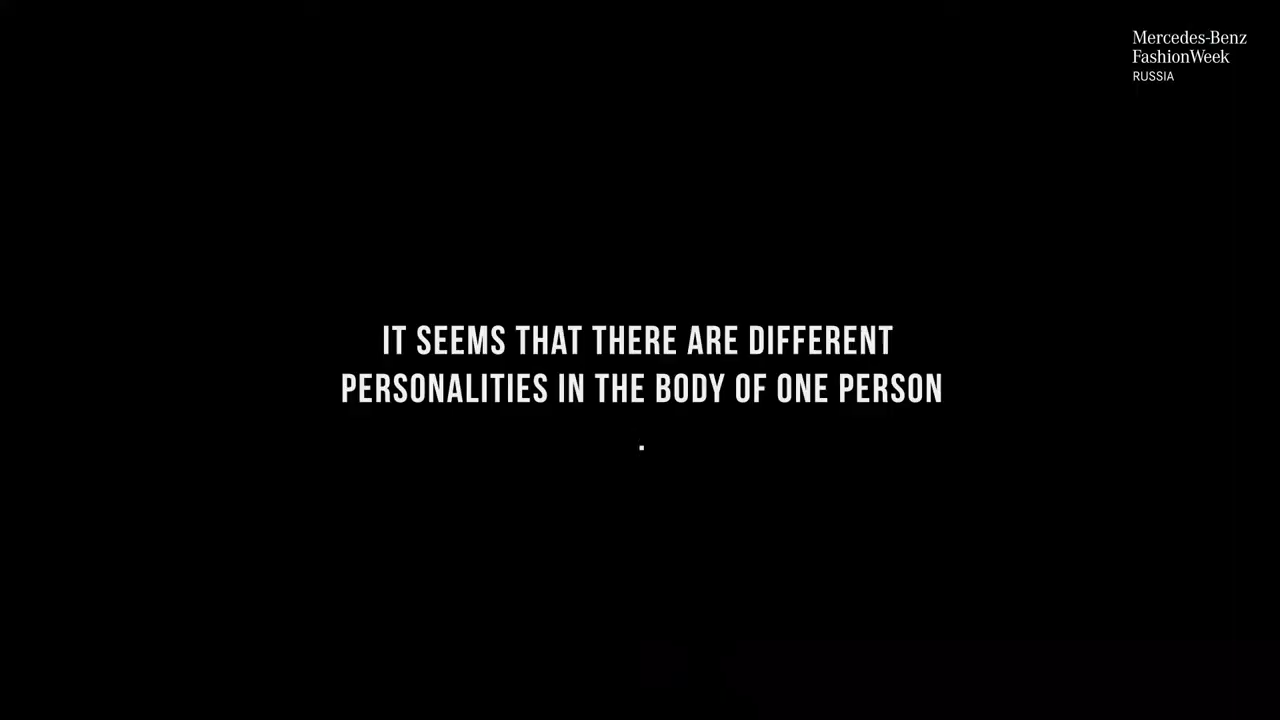 Mercedes-Benz
FashionWeek
RUSSIA
IT SEEMS THAT THERE ARE DIFFERENT
PERSONALITIES IN THE BODY OF ONE PERSON
.